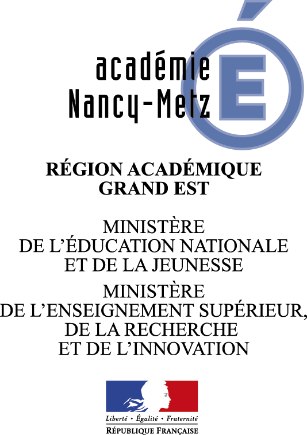 académie
Nancy-Metz
É
RÉGION ACADÉMIQUE
GRAND EST
MINISTÈRE
DE L'ÉDUCATION NATIONALE
ET DE LA JEUNESSE
MINISTÈRE
DE L'ENSEIGNEMENT SUPÉRIEUR,
DE LA RECHERCHE
ET DE L'INNOVATION
Liberté • Égalité • Fraternité
RÉPUBLIQUE FRANÇAISE